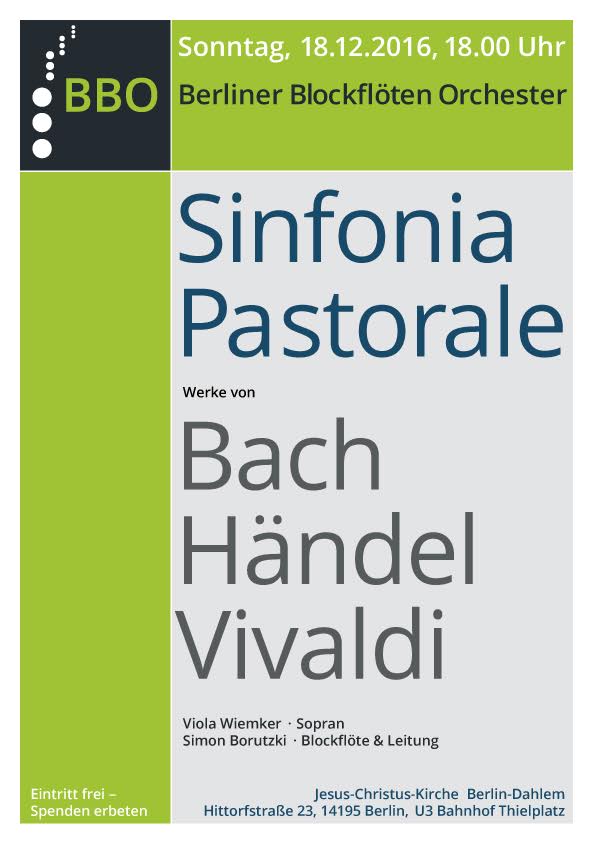 BBO
Sonntag, 18.12.2016, 18.00 Uhr
Berliner Blockflöten Orchester
Sinfonia
Pastorale
Werke von
Bach
Händel
Vivaldi
Viola Wiemker · Sopran
Simon Borutzki · Blockflöte & Leitung
Eintritt frei –
Spenden erbeten
Jesus-Christus-Kirche Berlin-Dahlem
Hittorfstraße 23, 14195 Berlin, U3 Bahnhof Thielplatz